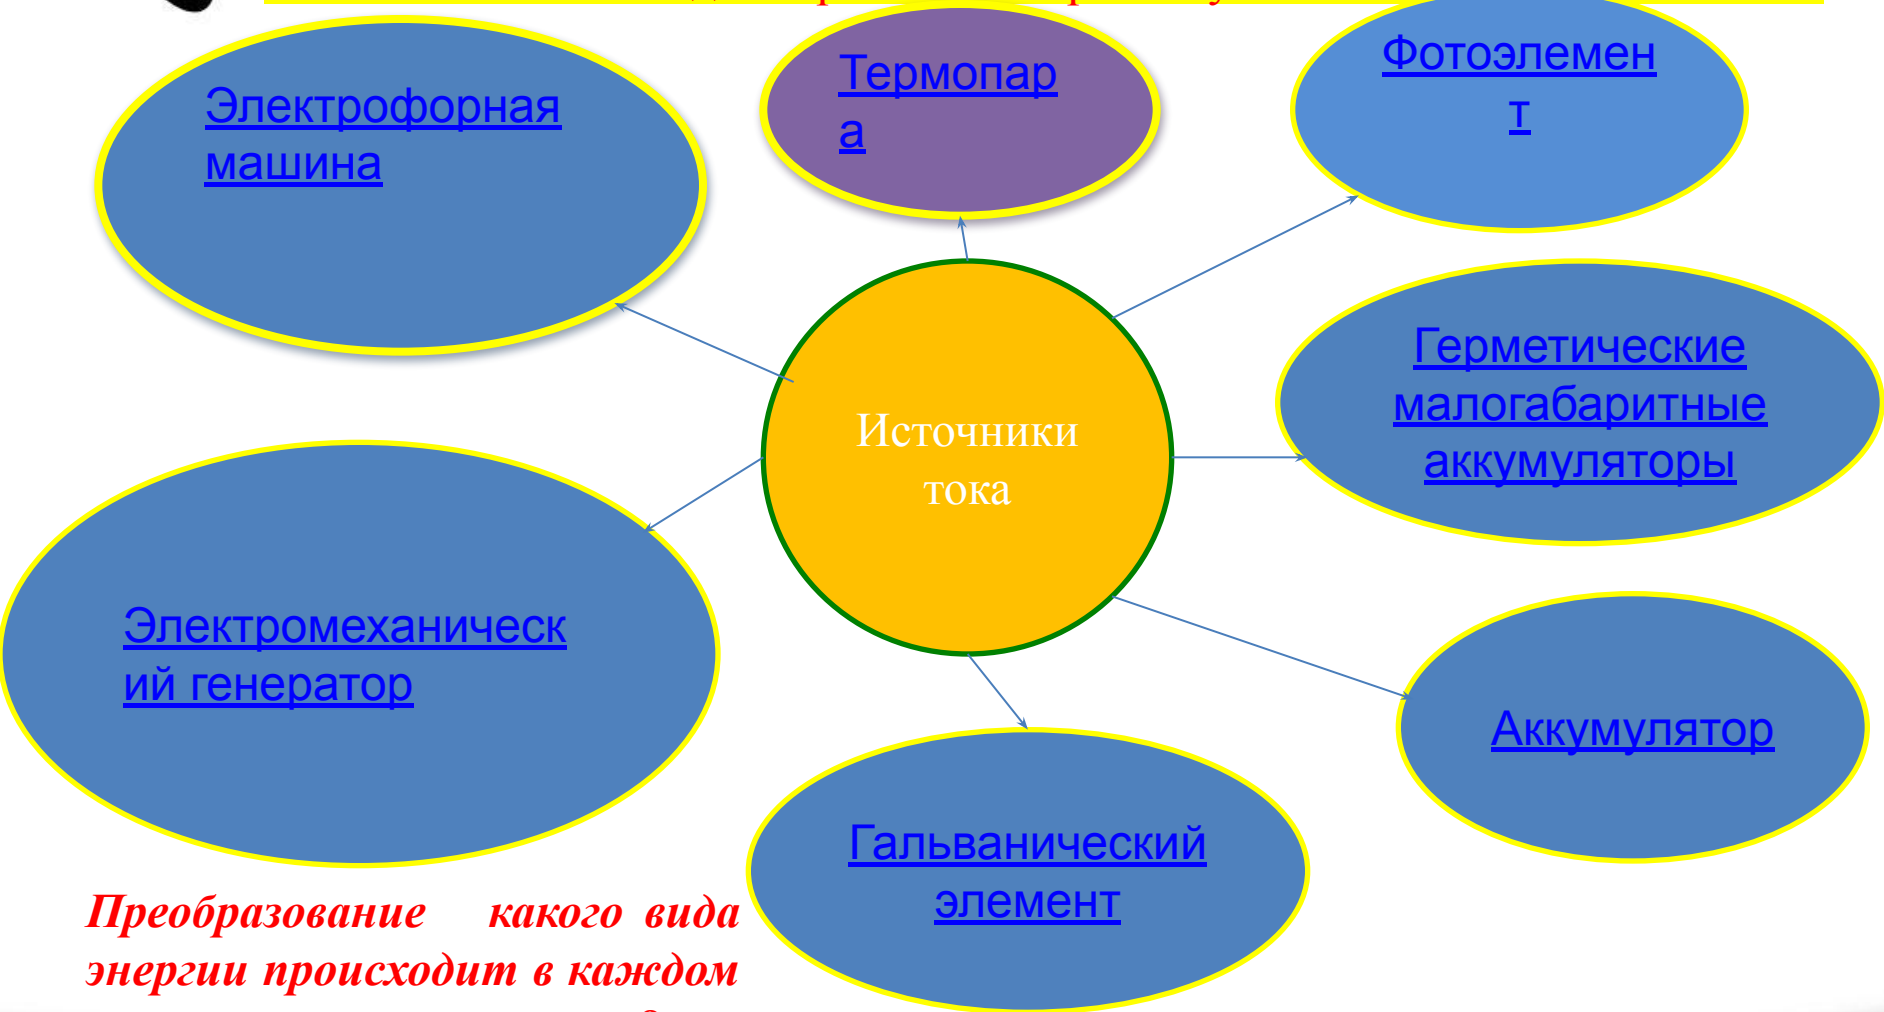 Термопар
а
Фотоэлемен
т
Электрофорная
машина
Герметические
малогабаритные
аккумуляторы
Источники
тока
Электромеханическ
ий генератор
Аккумулятор
Гальванический
элемент
Преобразование какого вида
энергии происходит в каждом